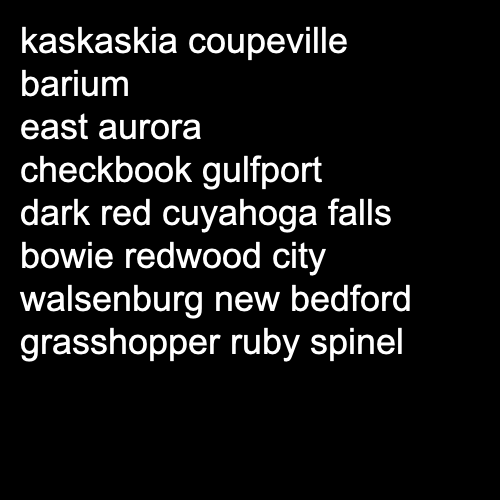 kaskaskia coupeville
barium
east aurora
checkbook gulfport
dark red cuyahoga falls
bowie redwood city
walsenburg new bedford
grasshopper ruby spinel